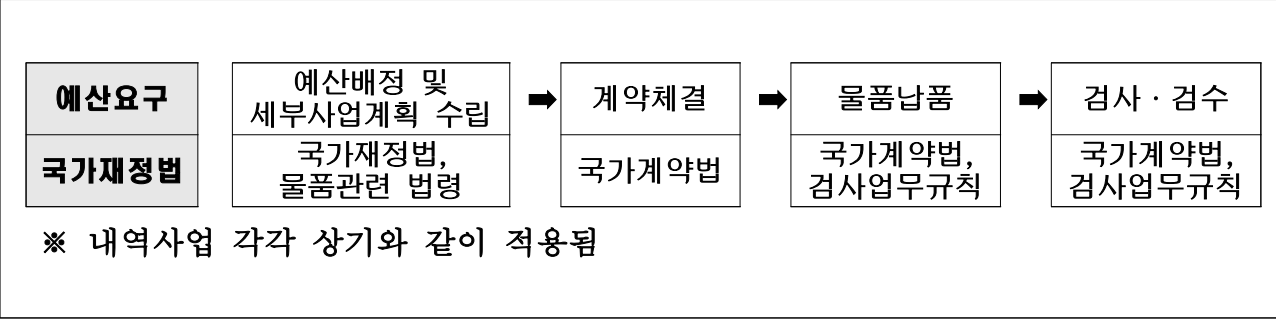 예산요구
예산배정 및
세부사업계획 수립
➡
계약체결
➡
물품납품
➡
검사 · 검수
국가재정법
국가재정법,
물품관련 법령
국가계약법
국가계약법,
검사업무규칙
국가계약법,
검사업무규칙
※ 내역사업 각각 상기와 같이 적용됨